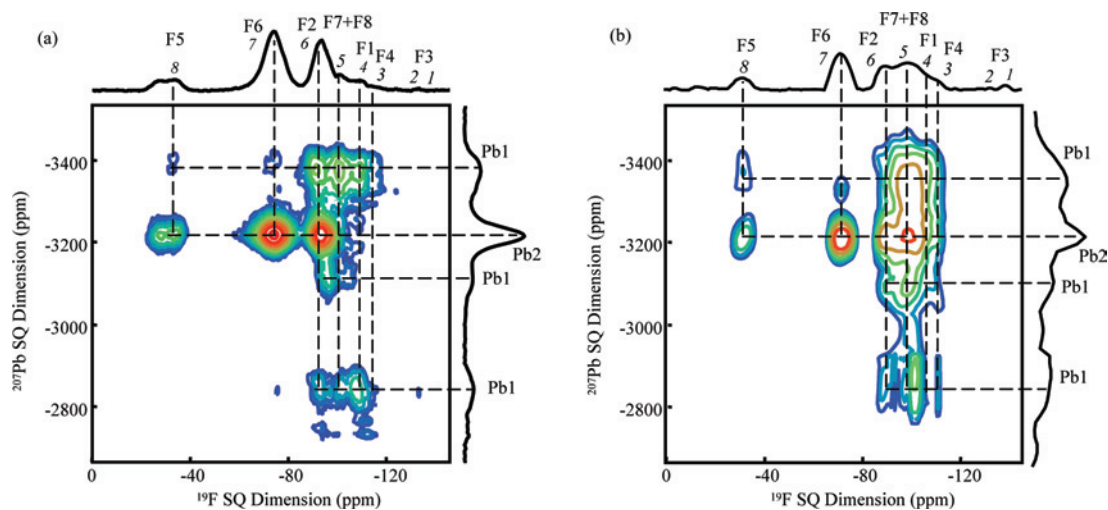 (a)
F5
8
F6
7
F2
6
F7+F8
5
F1
4
F4
3
F3
2 1
-3400
-3200
-3000
-2800
²⁰⁷Pb SQ Dimension (ppm)
Pb1
Pb2
Pb1
Pb1
0 -40 -80 -120
¹⁹F SQ Dimension (ppm)
(b)
F5
8
F6
7
F2
6
F7+F8
5
F1
4
F4
3
F3
2 1
-3400
-3200
-3000
-2800
²⁰⁷Pb SQ Dimension (ppm)
Pb1
Pb2
Pb1
Pb1
0 -40 -80 -120
¹⁹F SQ Dimension (ppm)